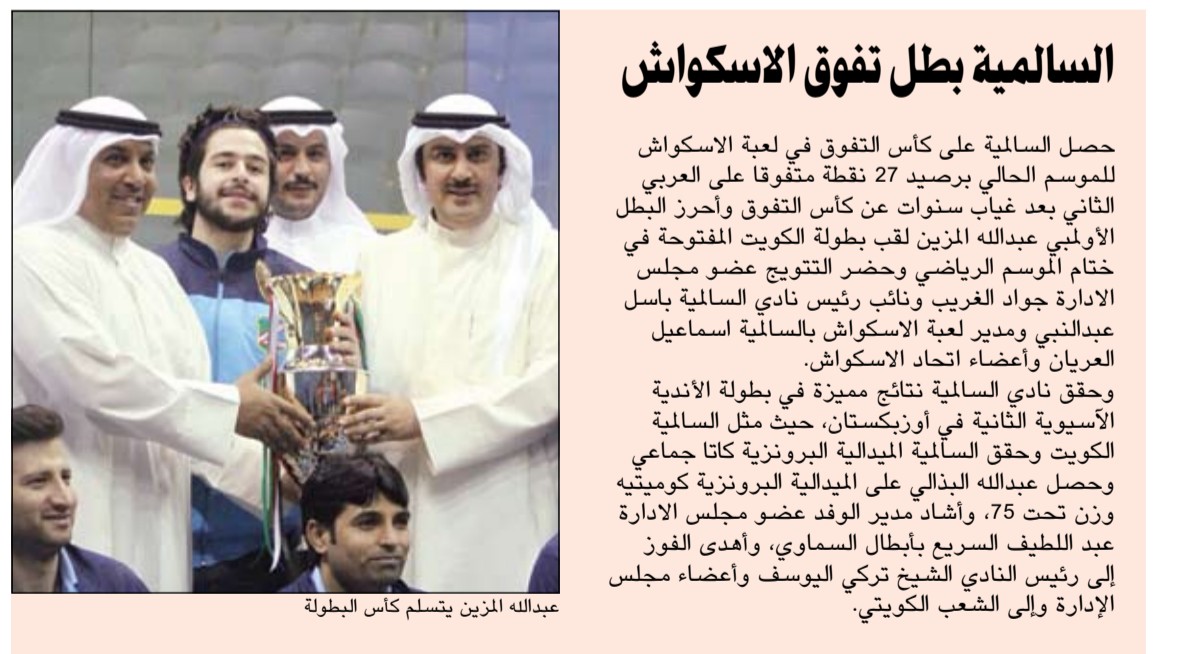 السالمية بطل تفوق الاسكواش
حصل السالمية على كأس التفوق في لعبة الاسكواش
للموسم الحالي برصيد 27 نقطة متفوقا على العربي
الثاني بعد غياب سنوات عن كأس التفوق وأحرز البطل
الأولمبي عبدالله المزين لقب بطولة الكويت المفتوحة في
ختام الموسم الرياضي وحضر التتويج عضو مجلس
الادارة جواد الغريب ونائب رئيس نادي السالمية باسل
عبدالنبي ومدير لعبة الاسكواش بالسالمية اسماعيل
العريان وأعضاء اتحاد الاسكواش.
وحقق نادي السالمية نتائج مميزة في بطولة الأندية
الآسيوية الثانية في أوزبكستان، حيث مثل السالمية
الكويت وحقق السالمية الميدالية البرونزية كاتا جماعي
وحصل عبدالله البذالي على الميدالية البرونزية كوميتيه
وزن تحت 75، وأشاد مدير الوفد عضو مجلس الادارة
عبد اللطيف السريع بأبطال السماوي، وأهدى الفوز
إلى رئيس النادي الشيخ تركي اليوسف وأعضاء مجلس
الإدارة وإلى الشعب الكويتي.
عبدالله المزين يتسلم كأس البطولة